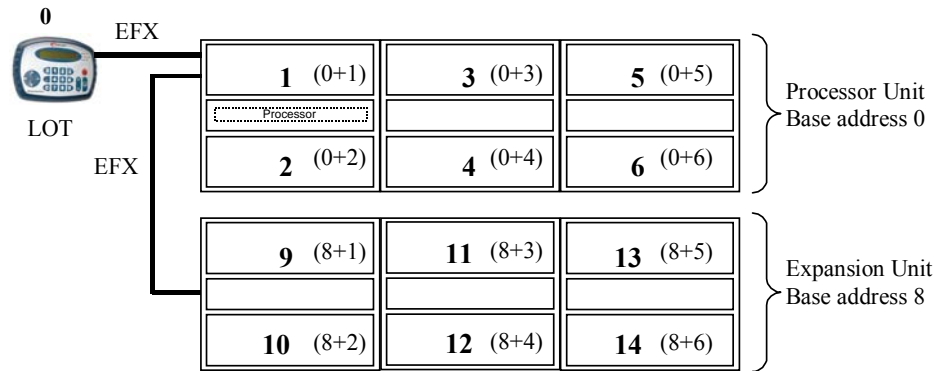 0
EFX
LOT
EFX
1 (0+1) 3 (0+3) 5 (0+5)
Processor
2 (0+2) 4 (0+4) 6 (0+6)
Processor Unit
Base address 0
9 (8+1) 11 (8+3) 13 (8+5)
10 (8+2) 12 (8+4) 14 (8+6)
Expansion Unit
Base address 8